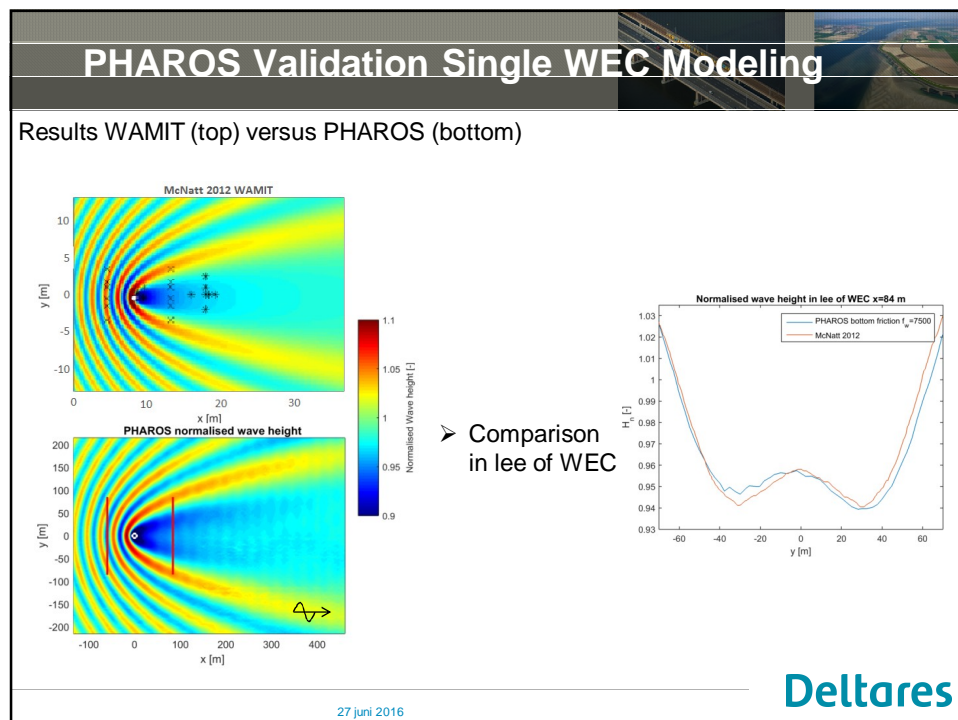 PHAROS Validation Single WEC Modeling
Results WAMIT (top) versus PHAROS (bottom)
McNatt 2012 WAMIT
10
5
0
-5
-10
y [m]
0 10 20 30
x [m]
PHAROS normalised wave height
200
150
100
50
0
-50
-100
-150
-200
y [m]
-100 0 100 200 300 400
x [m]
1.1
1.05
1
0.95
0.9
Normalised Wave height [-]
➢ Comparison
in lee of WEC
Normalised wave height in lee of WEC x=84 m
PHAROS bottom friction f_w=7500
McNatt 2012
1.03
1.02
1.01
1
0.99
0.98
0.97
0.96
0.95
0.94
0.93
H_n [-]
-60 -40 -20 0 20 40 60
y [m]
27 juni 2016
Deltares